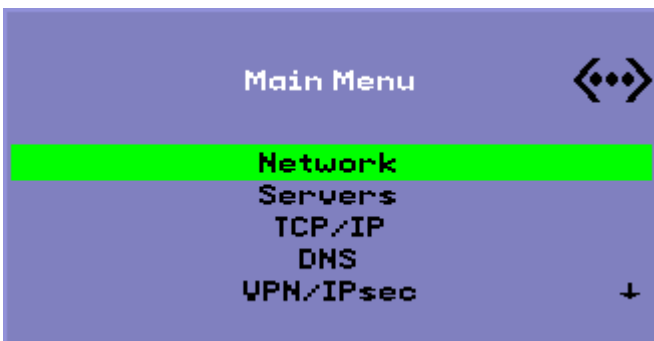 Main Menu
Network
Servers
TCP/IP
DNS
VPN/IPsec